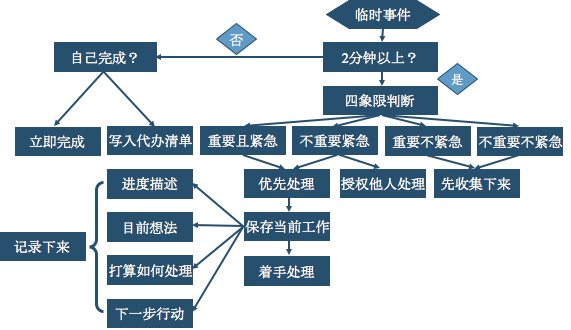 临时事件
否
自己完成？
2分钟以上？
是
四象限判断
立即完成
写入代办清单
重要且紧急
不重要紧急
重要不紧急
不重要不紧急
进度描述
优先处理
授权他人处理
先收集下来
目前想法
保存当前工作
记录下来
打算如何处理
着手处理
下一步行动